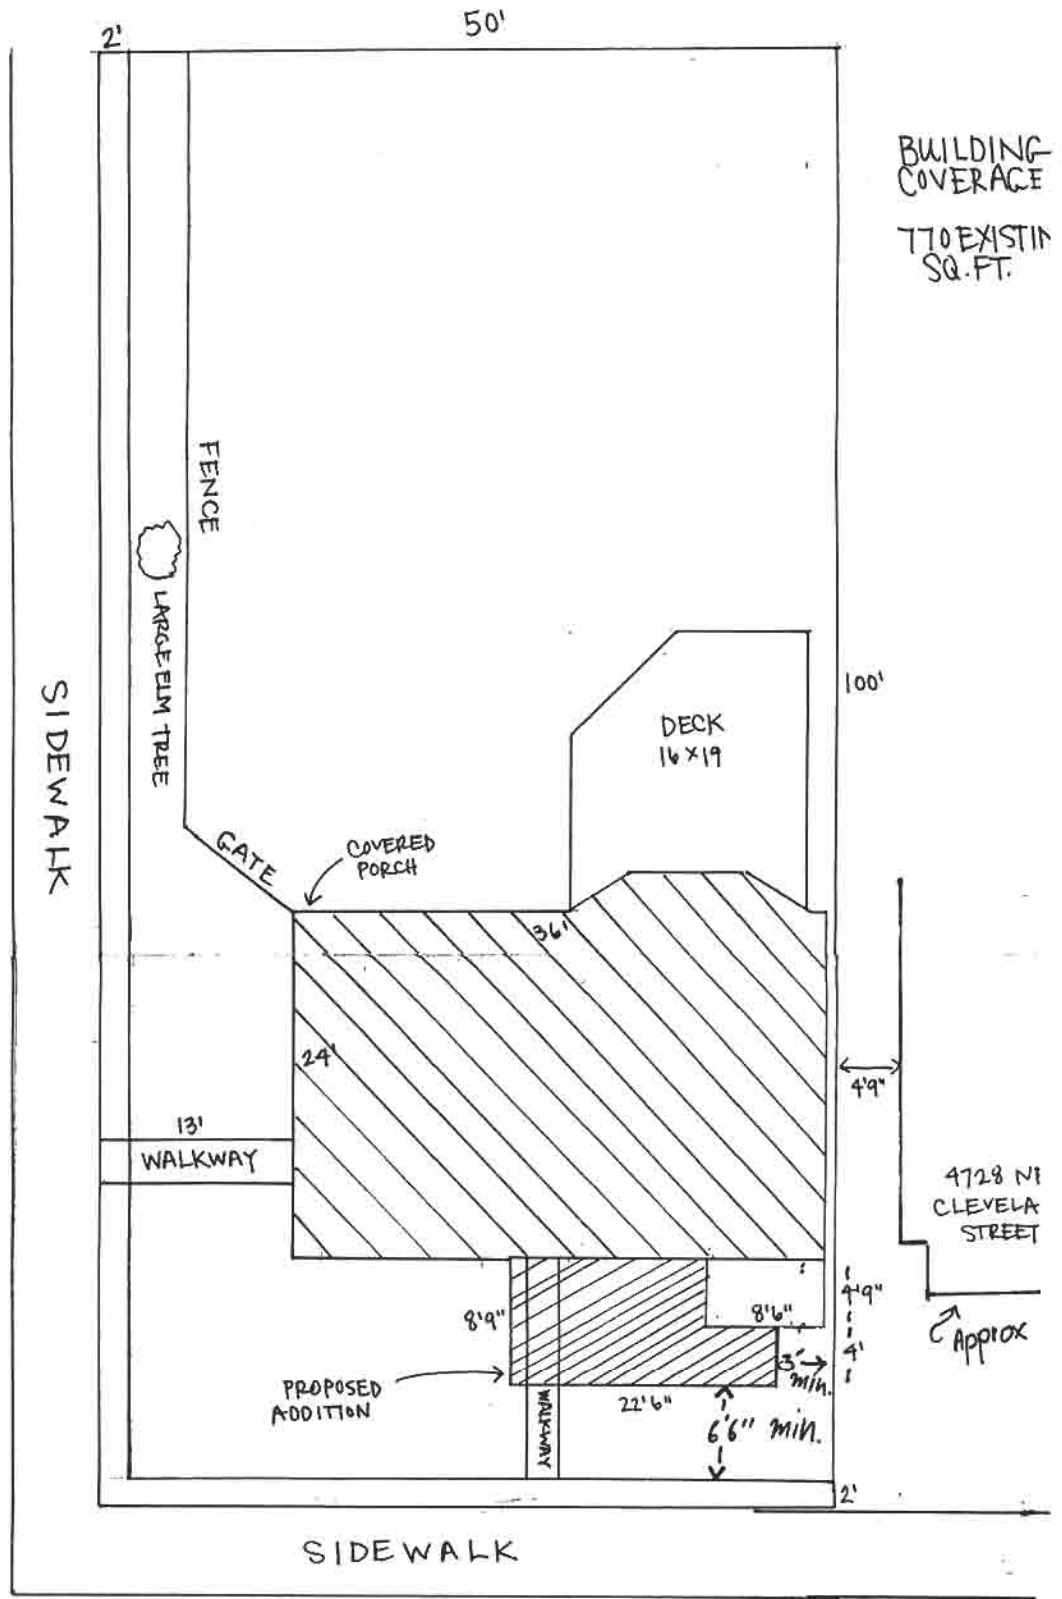 2'
50'
BUILDING
COVERAGE
770 EXISTIN
SQ. FT.
FENCE
LARGE ELM TREE
SIDEWALK
100'
DECK
16 X 19
GATE
COVERED
PORCH
36'
24'
4'9"
13'
WALKWAY
4728 N
CLEVELA
STREET
8'9"
8'6"
4'9"
4'
Approx
3'
min.
PROPOSED
ADDITION
22'6"
WALKWAY
6'6" min.
2'
SIDEWALK